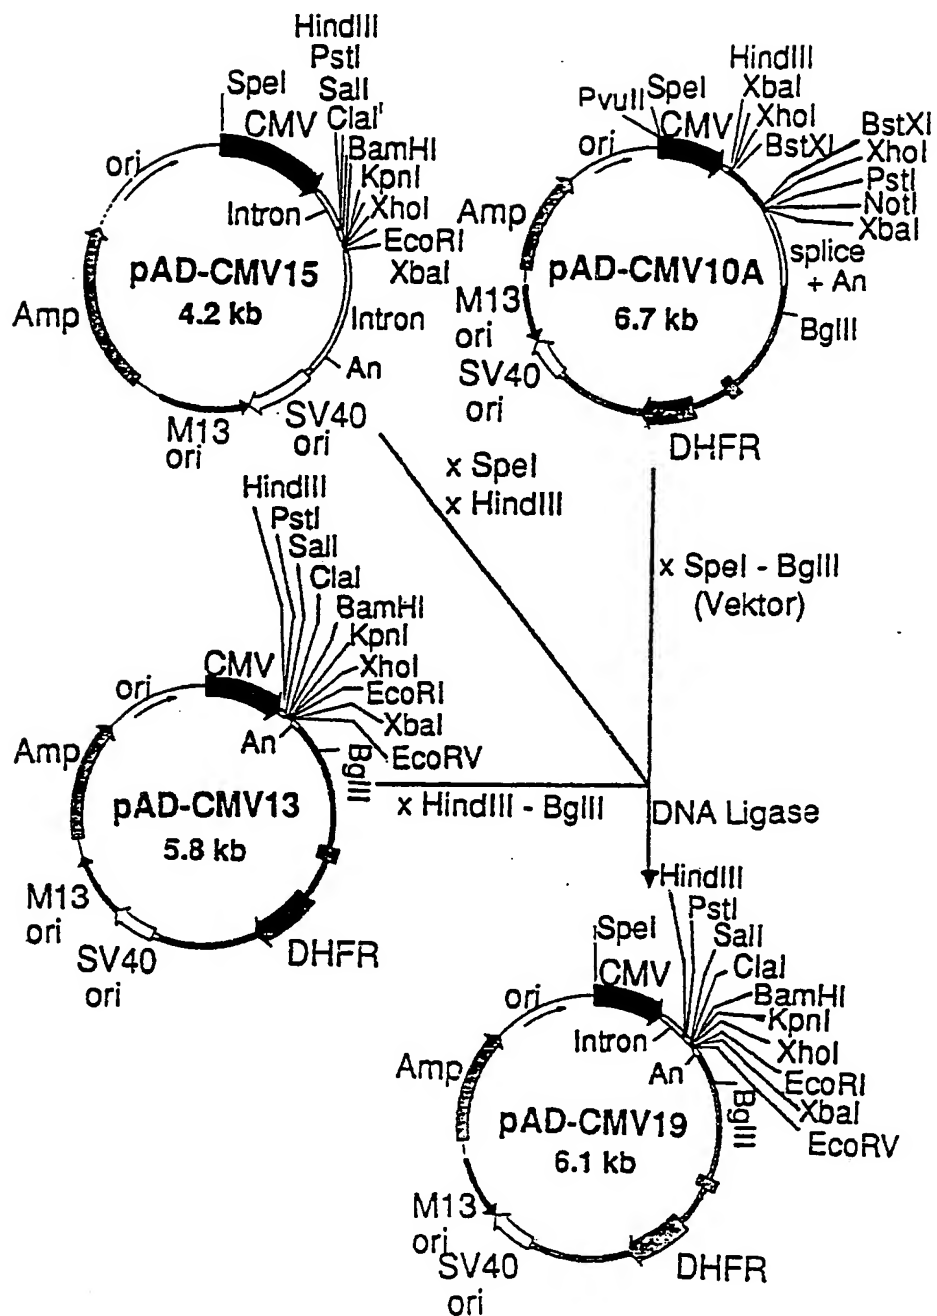 HindIII
PstI
SalI
ClaI
SpeI
CMV
BamHI
KpnI
XhoI
EcoRI
XbaI
Intron
ori
Amp
pAD-CMV15
4.2 kb
Intron
An
SV40
ori
M13
ori
HindIII
XbaI
XhoI
BstXI
PvuII
SpeI
CMV
BstXI
XhoI
PstI
NotI
XbaI
ori
Amp
pAD-CMV10A
6.7 kb
splice
+ An
BglII
M13
ori
SV40
ori
DHFR
x SpeI
x HindIII
x SpeI - BglII
(Vektor)
HindIII
PstI
SalI
ClaI
BamHI
KpnI
XhoI
EcoRI
XbaI
EcoRV
CMV
ori
An
BglII
Amp
pAD-CMV13
5.8 kb
M13
ori
SV40
ori
DHFR
x HindIII - BglII
DNA Ligase
HindIII
PstI
SalI
ClaI
BamHI
KpnI
XhoI
EcoRI
XbaI
EcoRV
SpeI
CMV
ori
Intron
An
BglII
Amp
pAD-CMV19
6.1 kb
M13
ori
SV40
ori
DHFR